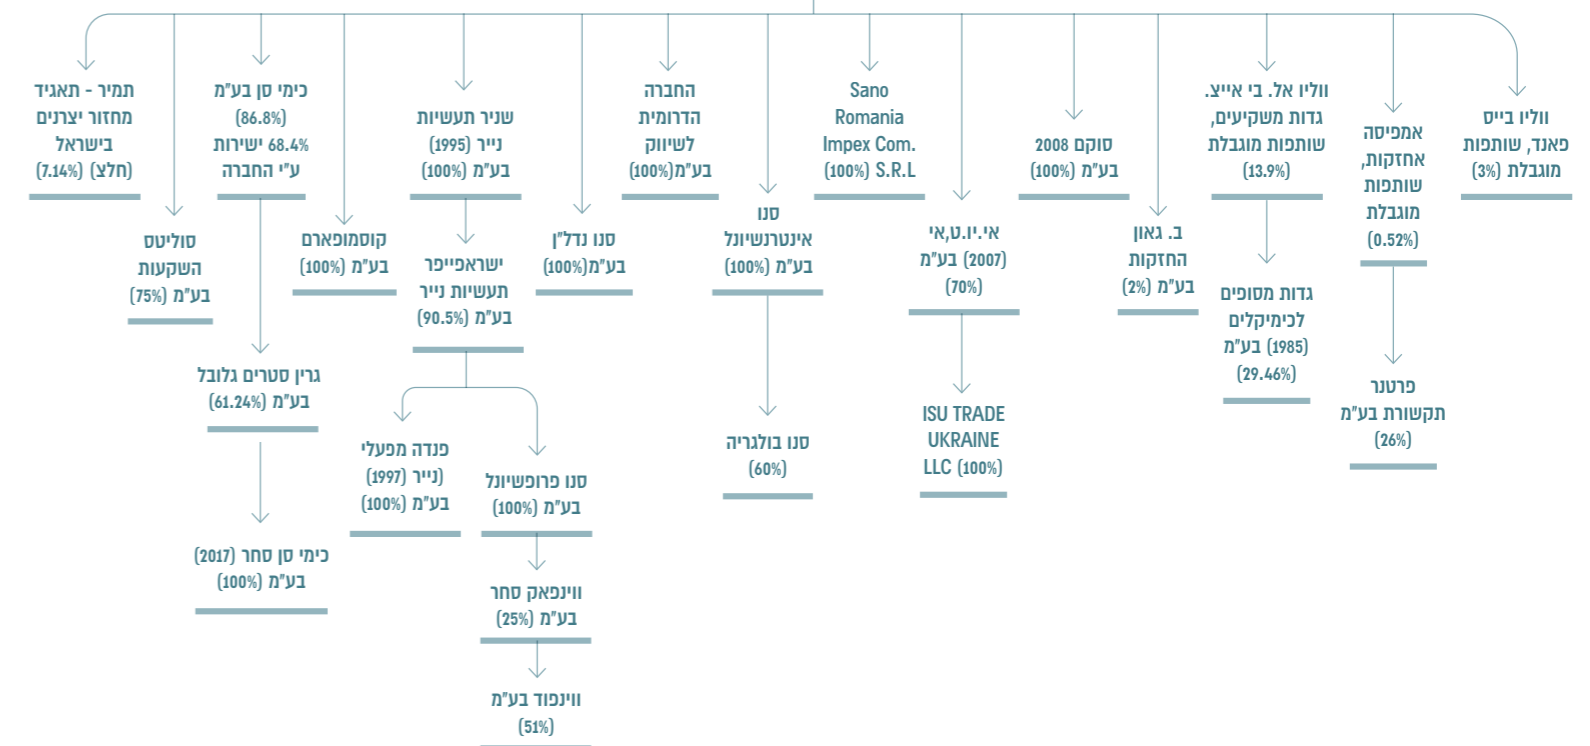 ווליו בייס
פאנד, שותפות
מוגבלת (3%)
אמפיסה
אחזקות,
שותפות
מוגבלת
(0.52%)
פרטנר
תקשורת בע"מ
(26%)
ווליו אל. בי אייצ.
גדות משקיעים,
שותפות מוגבלת
(13.9%)
גדות מסופים
לכימיקלים
(1985) בע"מ
(29.46%)
ב. גאון
החזקות
בע"מ (2%)
סוקם 2008
בע"מ (100%)
אי.יו.ט,אי
(2007) בע"מ
(70%)
ISU TRADE
UKRAINE
LLC (100%)
Sano
Romania
Impex Com.
(100%) S.R.L
סנו
אינטרנשיונל
בע"מ (100%)
סנו בולגריה
(60%)
החברה
הדרומית
לשיווק
בע"מ(100%)
סנו נדל"ן
בע"מ(100%)
שניר תעשיות
נייר (1995)
בע"מ (100%)
ישראפייפר
תעשיות נייר
בע"מ (90.5%)
סנו פרופשיונל
בע"מ (100%)
ווינפאק סחר
בע"מ (25%)
ווינפוד בע"מ
(51%)
פנדה מפעלי
(נייר (1997
בע"מ (100%)
קוסמופארם
בע"מ (100%)
כימי סן בע"מ
(86.8%)
68.4% ישירות
ע"י החברה
גרין סטרים גלובל
בע"מ (61.24%)
כימי סן סחר (2017)
בע"מ (100%)
סוליטס
השקעות
בע"מ (75%)
תמיר - תאגיד
מחזור יצרנים
בישראל
(חלצ) (7.14%)